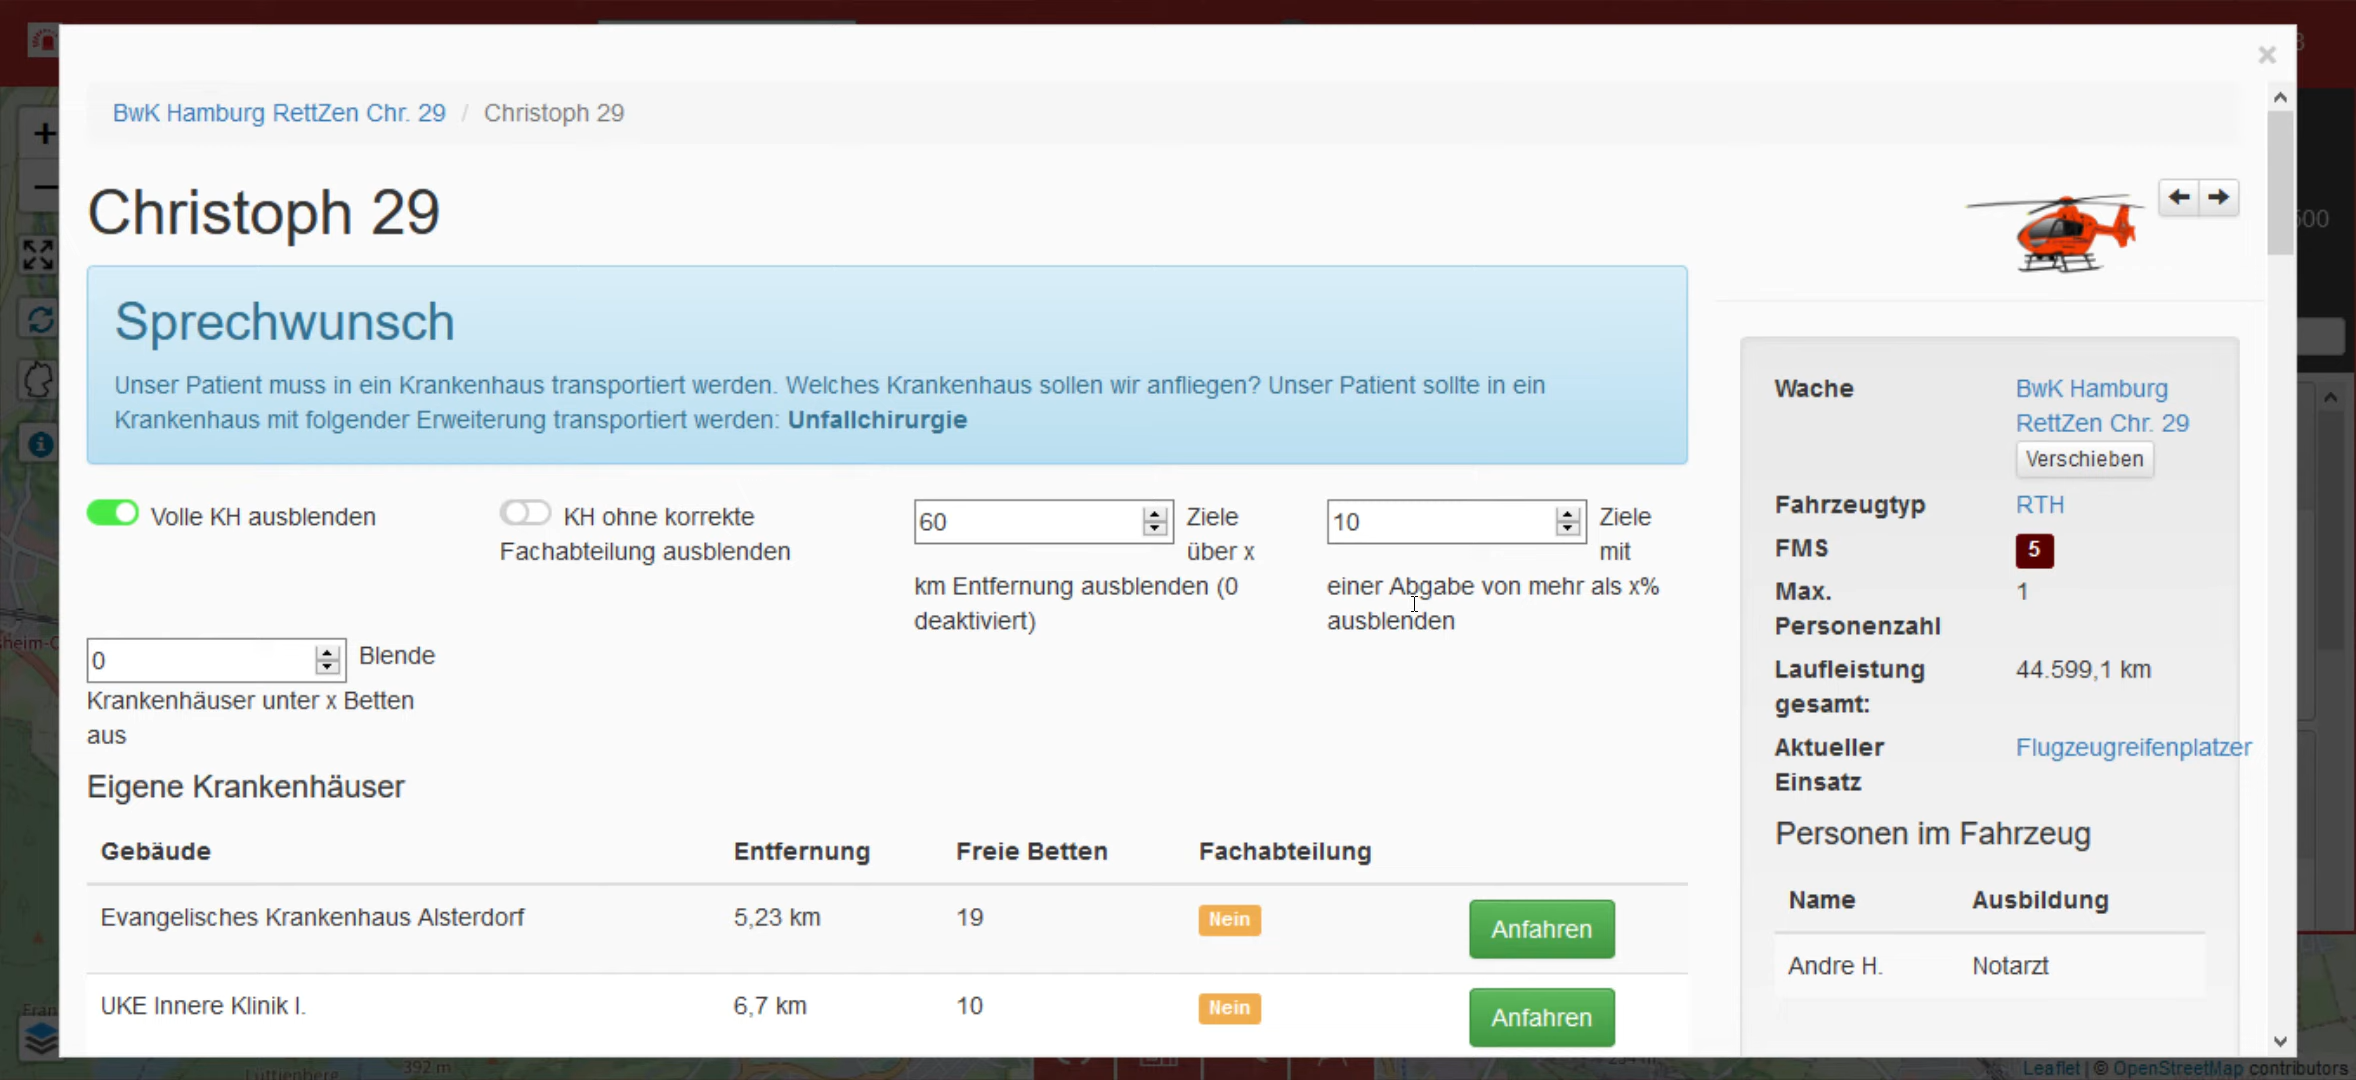 BwK Hamburg RettZen Chr. 29 / Christoph 29
Christoph 29
Sprechwunsch
Unser Patient muss in ein Krankenhaus transportiert werden. Welches Krankenhaus sollen wir anfliegen? Unser Patient sollte in ein
Krankenhaus mit folgender Erweiterung transportiert werden: Unfallchirurgie
Volle KH ausblenden
KH ohne korrekte
Fachabteilung ausblenden
60 Ziele
über x
km Entfernung ausblenden (0
deaktiviert)
10 Ziele
mit
einer Abgabe von mehr als x%
ausblenden
0 Blende
Krankenhäuser unter x Betten
aus
Eigene Krankenhäuser
Gebäude Entfernung Freie Betten Fachabteilung
Evangelisches Krankenhaus Alsterdorf 5,23 km 19 Nein Anfahren
UKE Innere Klinik I. 6,7 km 10 Nein Anfahren
Wache BwK Hamburg
RettZen Chr. 29
Verschieben
Fahrzeugtyp RTH
FMS 5
Max. 1
Personenzahl
Laufleistung 44.599,1 km
gesamt:
Aktueller Flugzeugreifenplatzer
Einsatz
Personen im Fahrzeug
Name Ausbildung
Andre H. Notarzt
392 m
Leaflet | © OpenStreetMap contributors